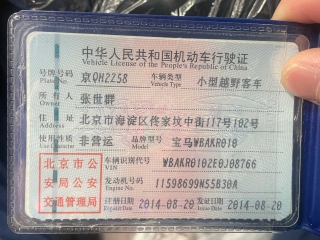 中华人民共和国机动车行驶证
Vehicle License of the People's Republic of China
号牌号码 京QH2Z58 车辆类型 小型越野客车
Plate No. Vehicle Type
所有人 张世群
Owner
住址 北京市海淀区佟家坟中街117号102号
Address
使用性质 非营运 品牌型号 宝马WBAKR010
Use Character Model
北京市公 车辆识别代号 WBAKR0102E0J08766
VIN
安局公安 发动机号码 11598699N55B30A
Engine No.
交通管理局 注册日期 2014-08-20 发证日期 2014-08-20
Register Date Issue Date